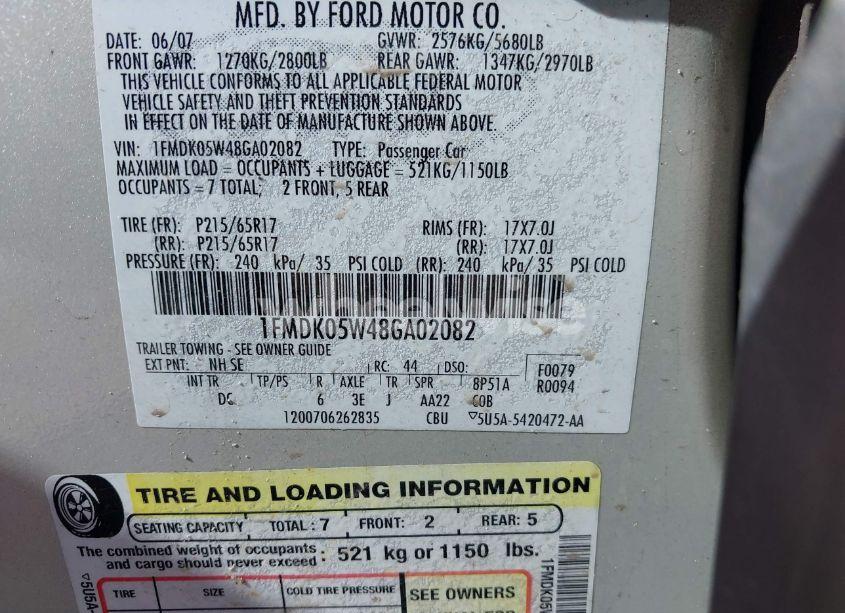 MFD. BY FORD MOTOR CO.
DATE: 06/07 GVWR: 2576KG/5680LB
FRONT GAWR: 1270KG/2800LB REAR GAWR: 1347KG/2970LB
THIS VEHICLE CONFORMS TO ALL APPLICABLE FEDERAL MOTOR
VEHICLE SAFETY AND THEFT PREVENTION STANDARDS
IN EFFECT ON THE DATE OF MANUFACTURE SHOWN ABOVE.
VIN: 1FMDK05W48GA02082 TYPE: Passenger Car
MAXIMUM LOAD = OCCUPANTS + LUGGAGE = 521KG/1150LB
OCCUPANTS = 7 TOTAL; 2 FRONT, 5 REAR
TIRE (FR): P215/65R17 RIMS (FR): 17X7.0J
(RR): P215/65R17 (RR): 17X7.0J
PRESSURE (FR): 240 kPa/ 35 PSI COLD (RR): 240 kPa/ 35 PSI COLD
1FMDK05W48GA02082
TRAILER TOWING - SEE OWNER GUIDE
EXT PNT: NH SE RC: 44 DSO: F0079
INT TR TP/PS R AXLE TR SPR 8P51A R0094
6 3E J AA22 COB
1200706262835 CBU 5U5A-5420472-AA
TIRE AND LOADING INFORMATION
SEATING CAPACITY TOTAL : 7 FRONT: 2 REAR: 5
The combined weight of occupants and cargo should never exceed : 521 kg or 1150 lbs.
TIRE SIZE COLD TIRE PRESSURE SEE OWNERS
5U5A-
1FMDK05